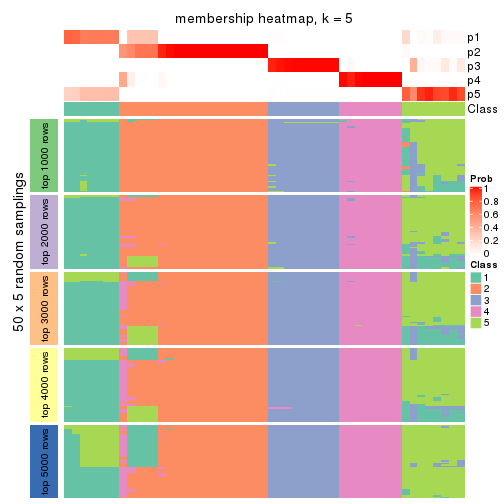 membership heatmap, k = 5
p1
p2
p3
p4
p5
Class
50 x 5 random samplings
top 1000 rows
top 2000 rows
top 3000 rows
top 4000 rows
top 5000 rows
Prob
1
0.8
0.6
0.4
0.2
0
Class
1
2
3
4
5